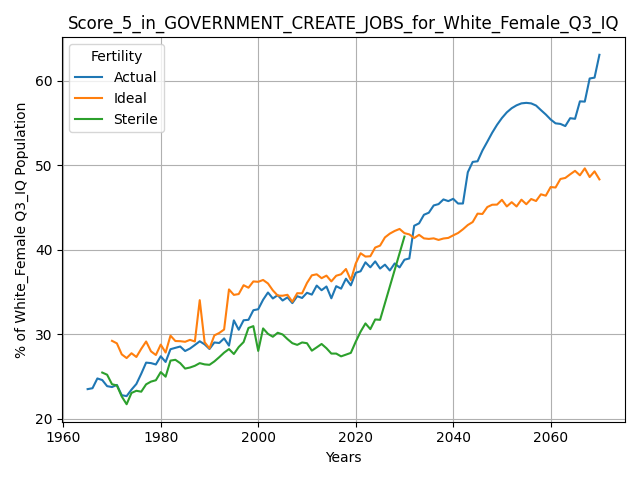 Score_5_in_GOVERNMENT_CREATE_JOBS_for_White_Female_Q3_IQ
Fertility
Actual
Ideal
Sterile
% of White_Female Q3_IQ Population
60
50
40
30
20
1960
1980
2000
2020
2040
2060
Years